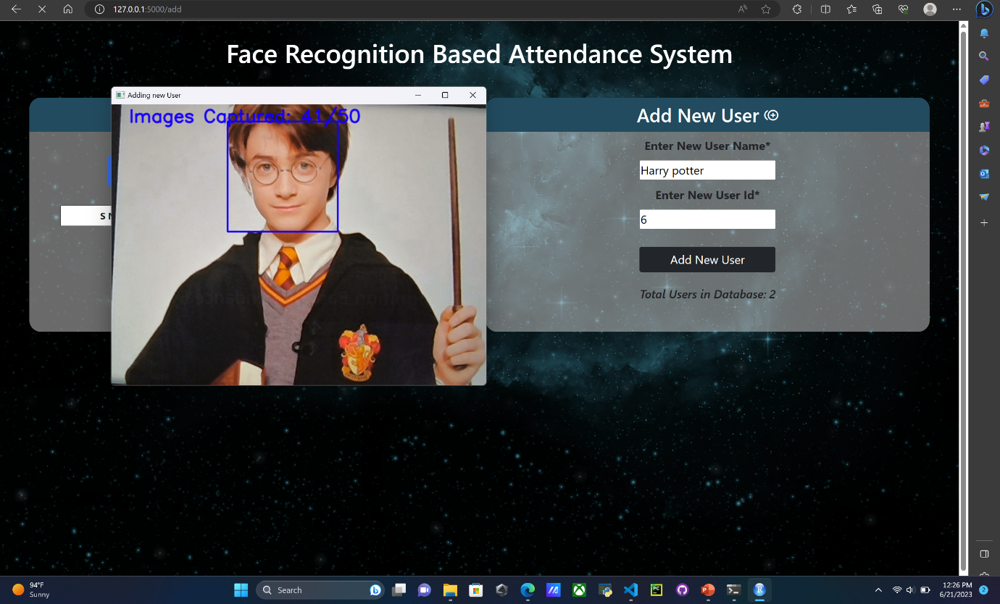 127.0.0.1:5000/add
Face Recognition Based Attendance System
Adding new User
Images Captured: 41/50
Add New User
Enter New User Name*
Harry potter
Enter New User Id*
6
S N
Add New User
Total Users in Database: 2
94°F
Sunny
Search
PC
12:26 PM
6/21/2023
2